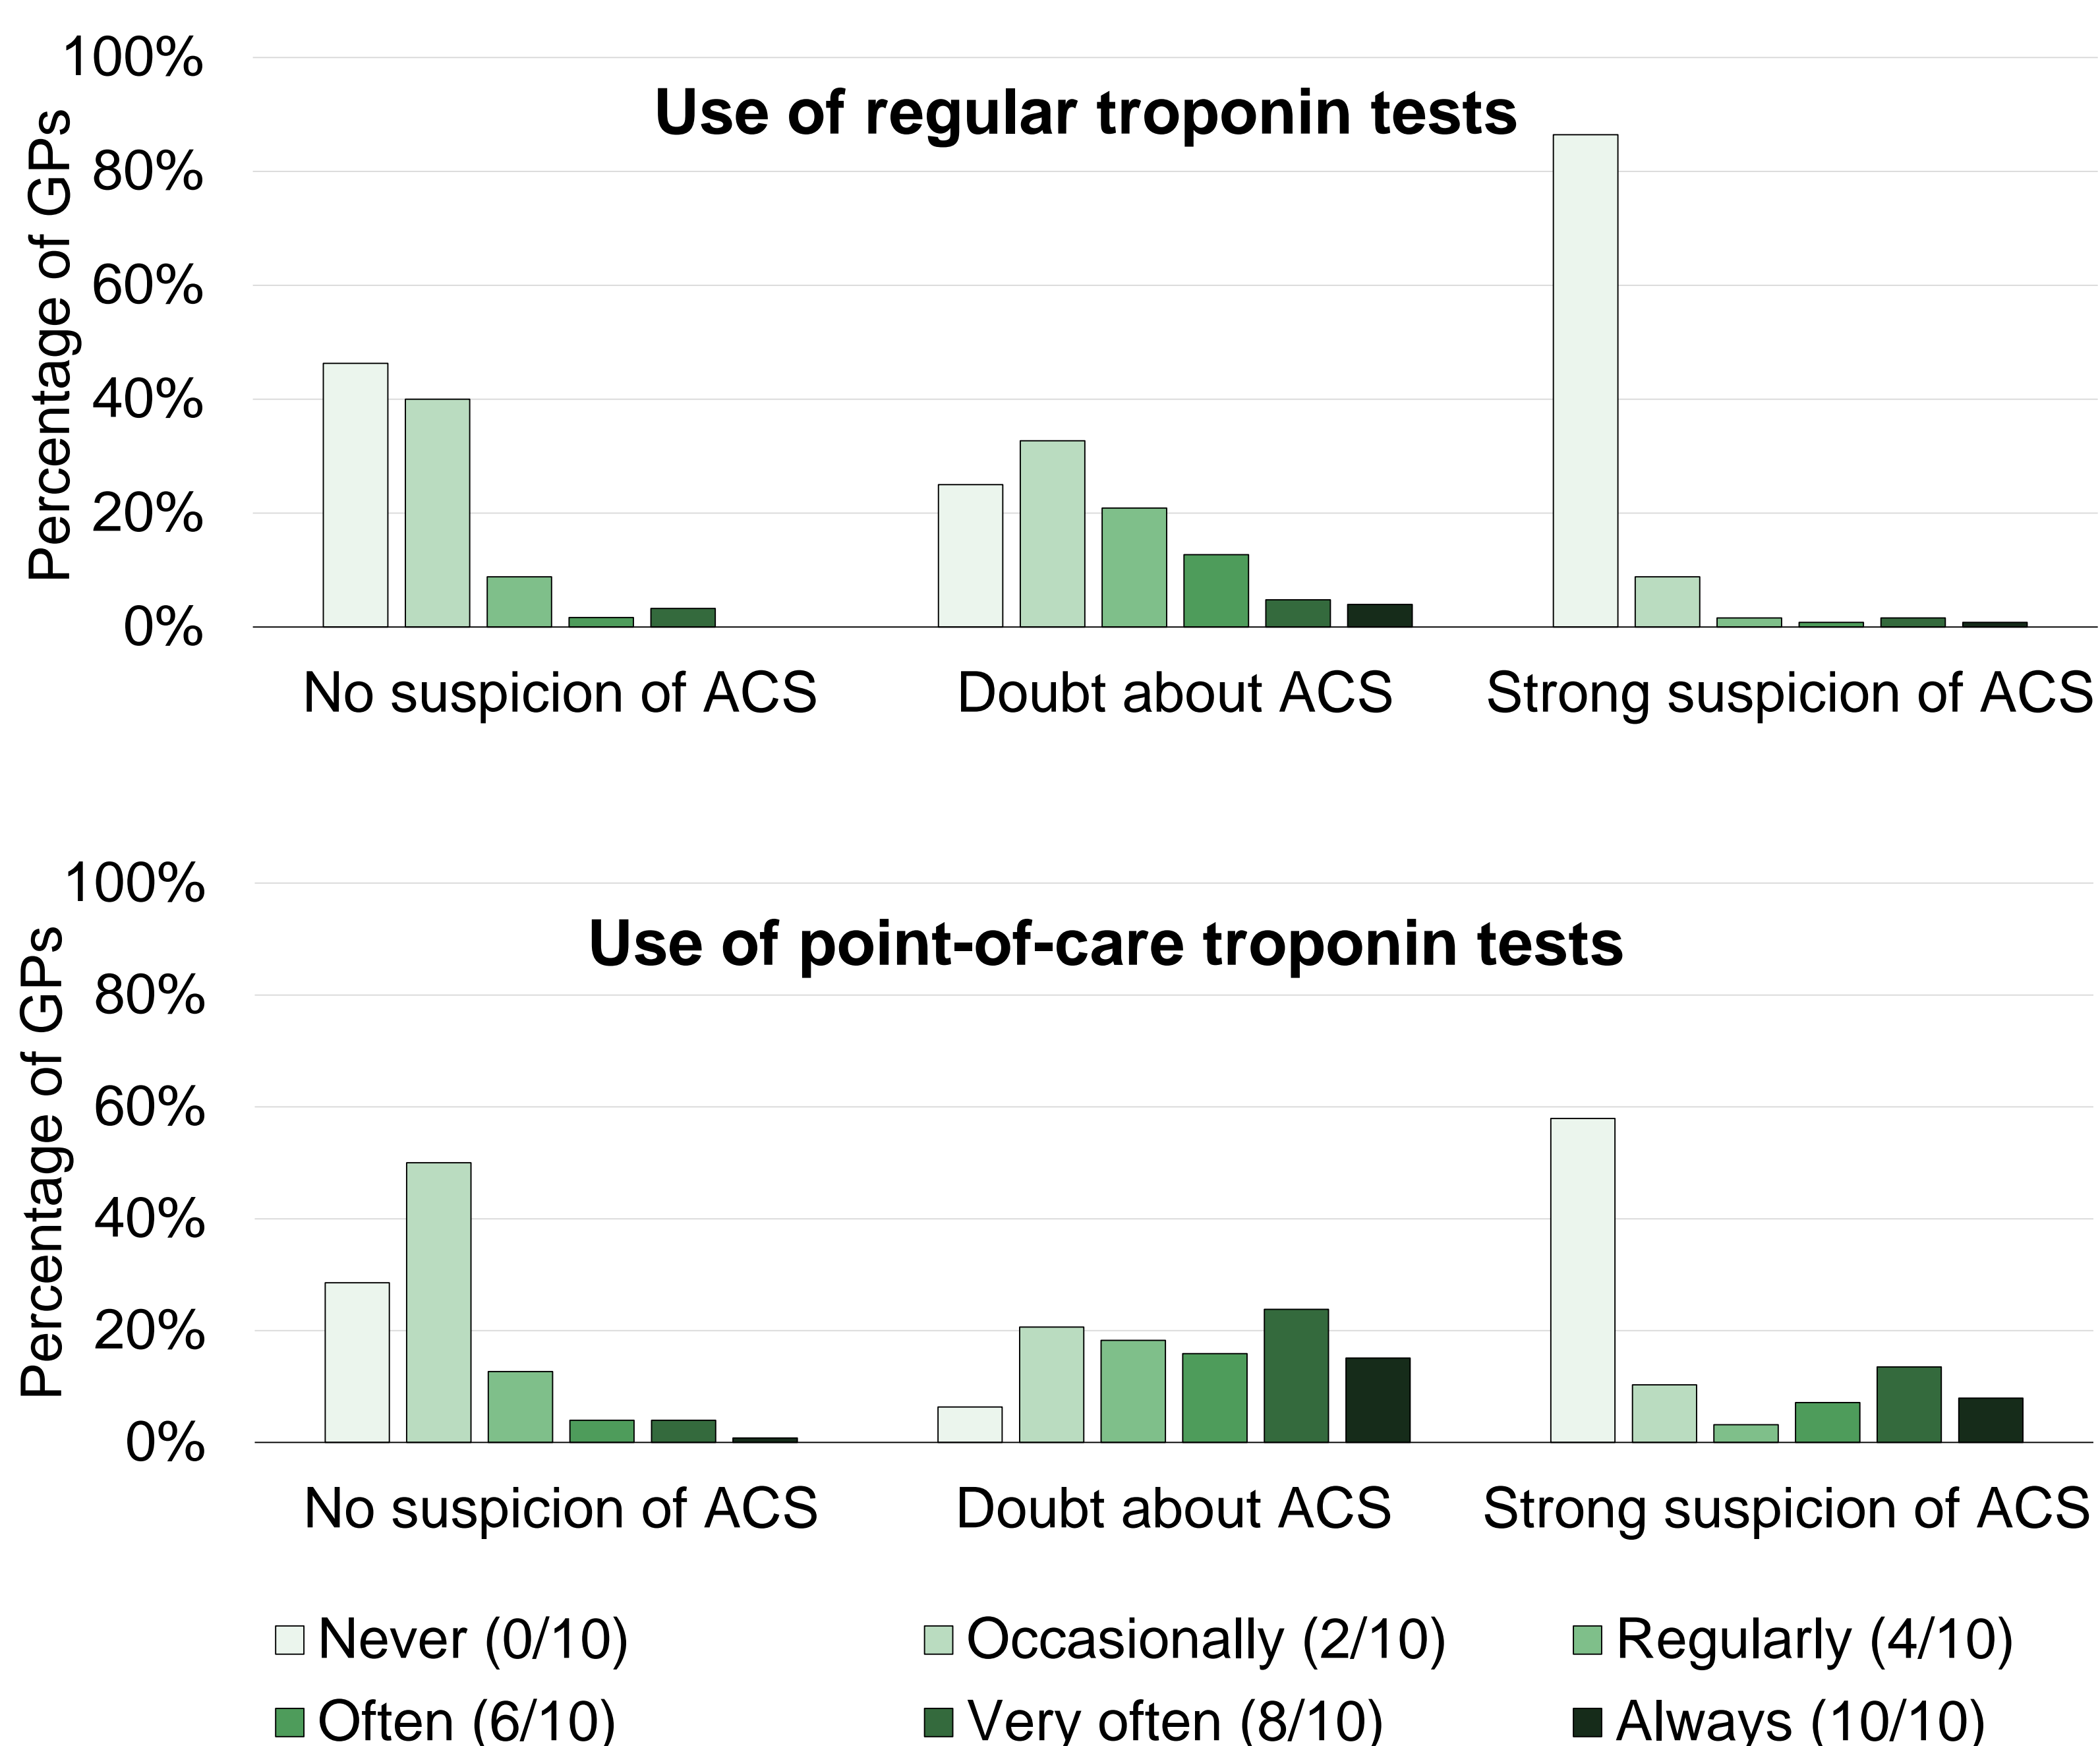 Use of regular troponin tests
Percentage of GPs
100%
80%
60%
40%
20%
0%
No suspicion of ACS Doubt about ACS Strong suspicion of ACS
Use of point-of-care troponin tests
Percentage of GPs
100%
80%
60%
40%
20%
0%
No suspicion of ACS Doubt about ACS Strong suspicion of ACS
Never (0/10) Occasionally (2/10) Regularly (4/10)
Often (6/10) Very often (8/10) Always (10/10)